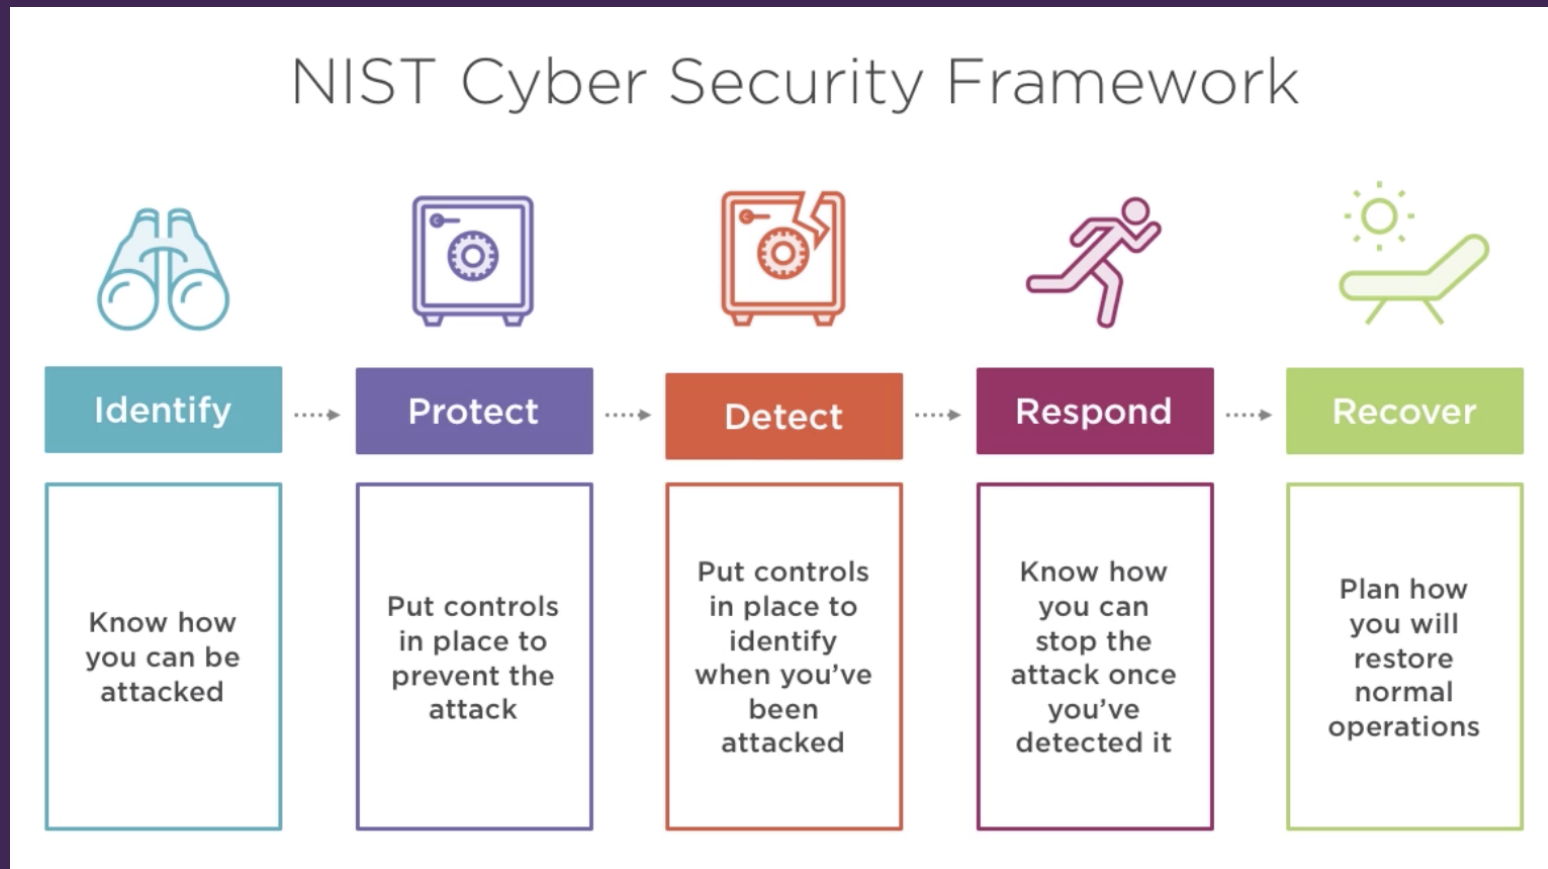 NIST Cyber Security Framework
Identify
Protect
Detect
Respond
Recover
Know how
you can be
attacked
Put controls
in place to
prevent the
attack
Put controls
in place to
identify
when you've
been
attacked
Know how
you can
stop the
attack once
you've
detected it
Plan how
you will
restore
normal
operations